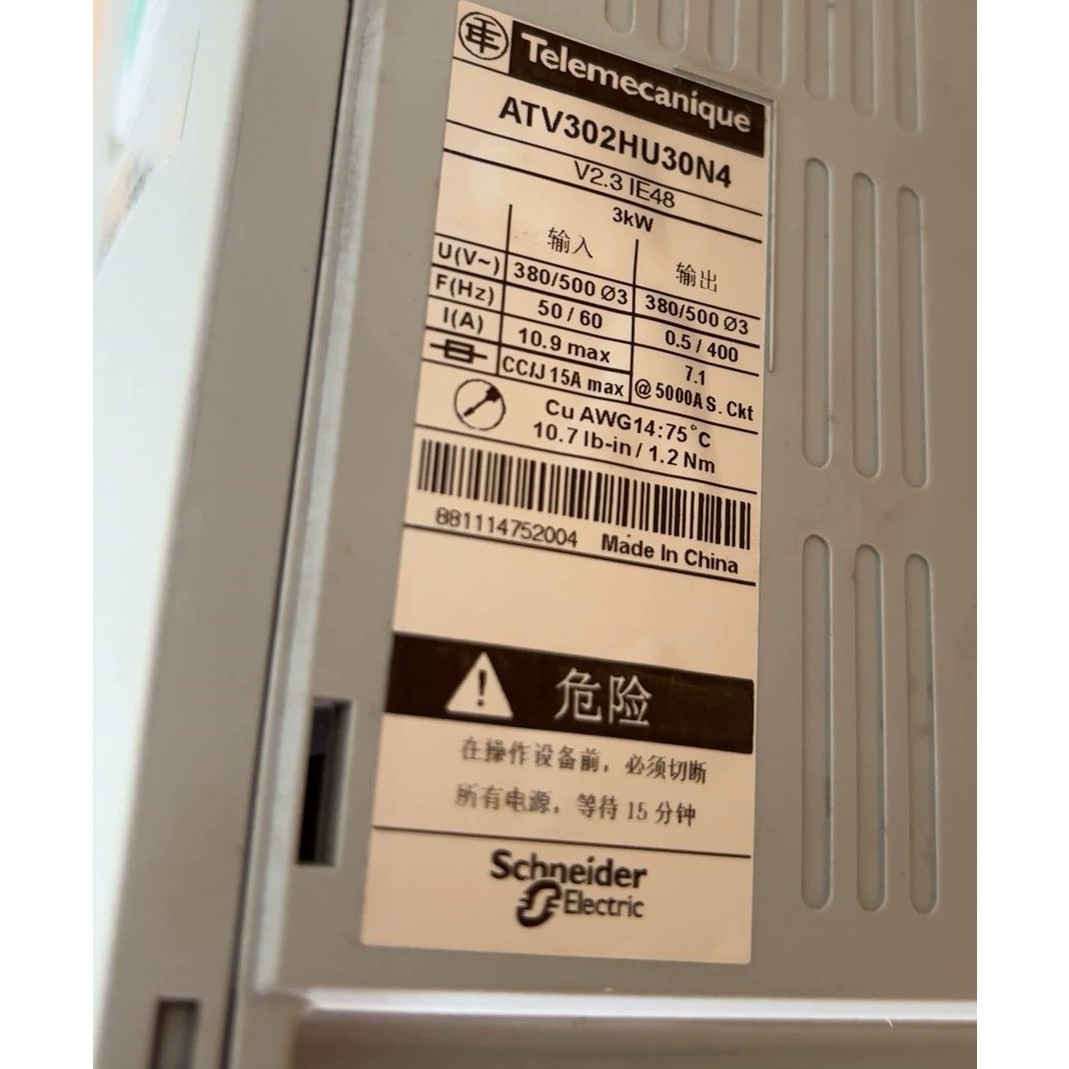 Telemecanique
ATV302HU30N4
V2.3 IE48
3kW
输入 输出
U(V~) 380/500 Ø3 380/500 Ø3
F(Hz) 50 / 60 0.5 / 400
I(A) 10.9 max 7.1
CC/J 15A max @ 5000A S. Ckt
Cu AWG14:75°C
10.7 lb-in / 1.2 Nm
881114752004 Made In China
危险
在操作设备前，必须切断
所有电源，等待 15 分钟
Schneider
Electric